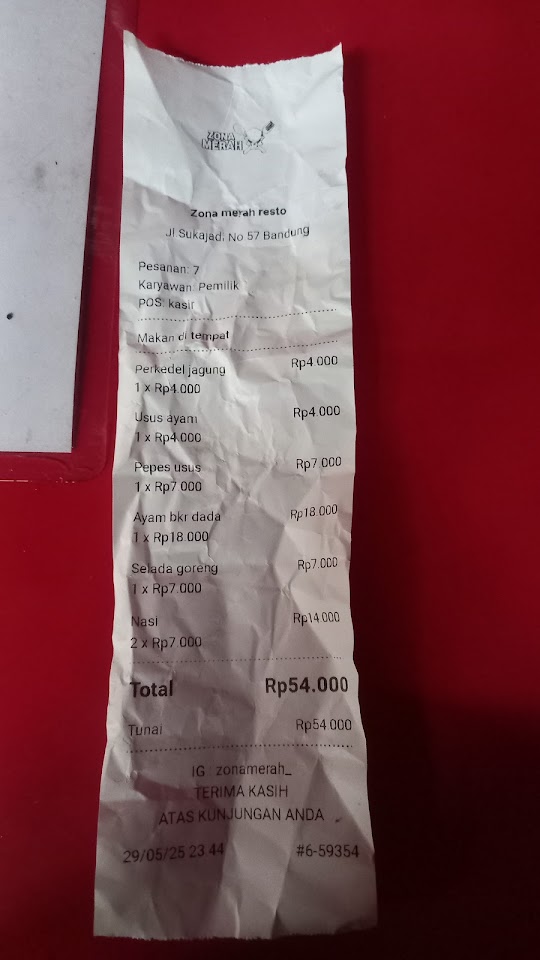 ZONA
MERAH
Zona merah resto
Jl Sukajadi No 57 Bandung
Pesanan: 7
Karyawan: Pemilik
POS: kasir
Makan di tempat
Perkedel jagung Rp4.000
1 x Rp4.000
Usus ayam Rp4.000
1 x Rp4.000
Pepes usus Rp7.000
1 x Rp7.000
Ayam bkr dada Rp18.000
1 x Rp18.000
Selada goreng Rp7.000
1 x Rp7.000
Nasi Rp14.000
2 x Rp7.000
Total Rp54.000
Tunai Rp54.000
IG : zonamerah_
TERIMA KASIH
ATAS KUNJUNGAN ANDA
29/05/25 23:44 #6-59354